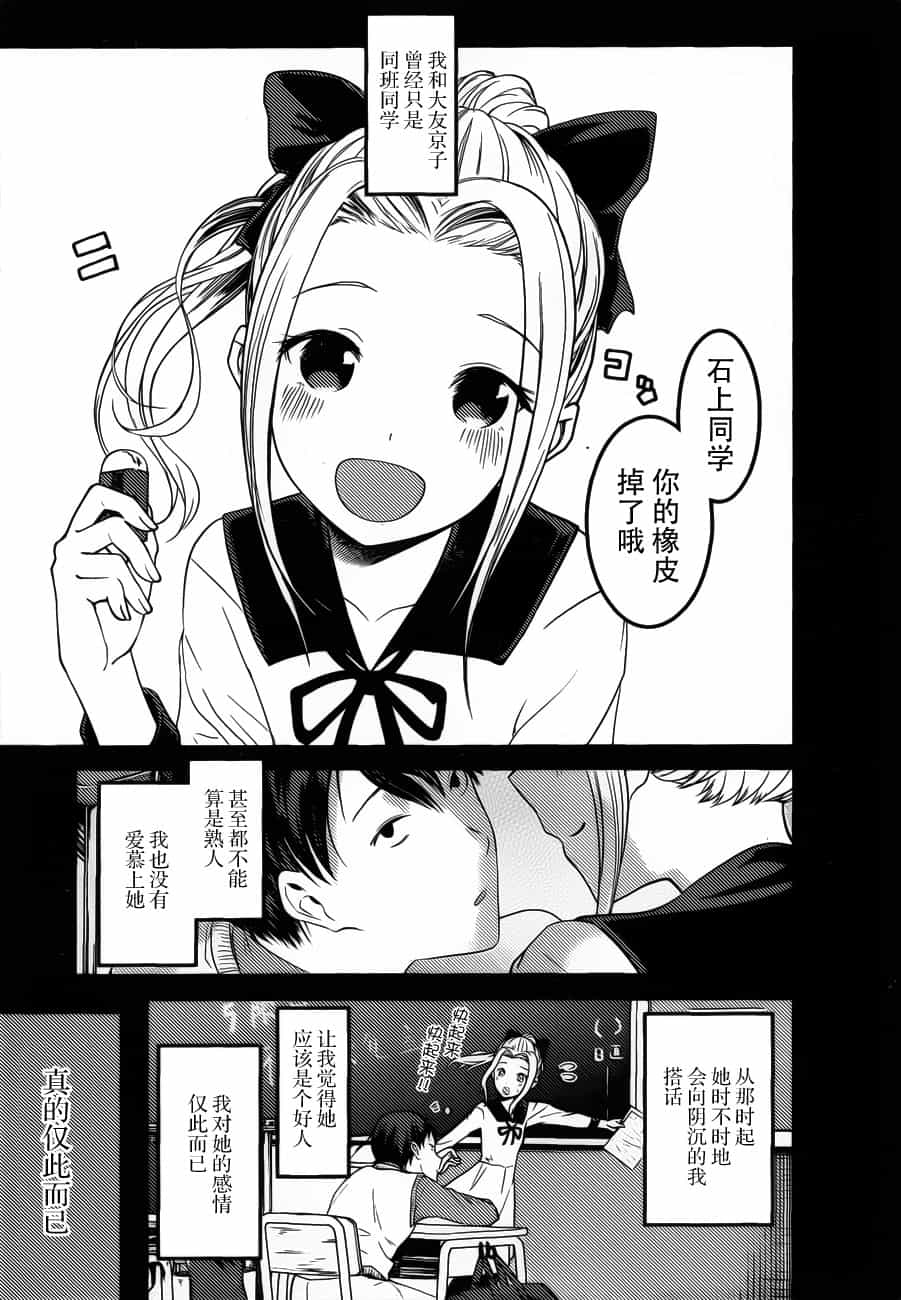 我和大友京子
曾经只是
同班同学
石上同学
你的橡皮
掉了哦
甚至都不能
算是熟人
我也没有
爱慕上她
从那时起
她时不时地
会向阴沉的我
搭话
快起来
快起来!!
让我觉得她
应该是个好人
我对她的感情
仅此而已
真的仅此而已